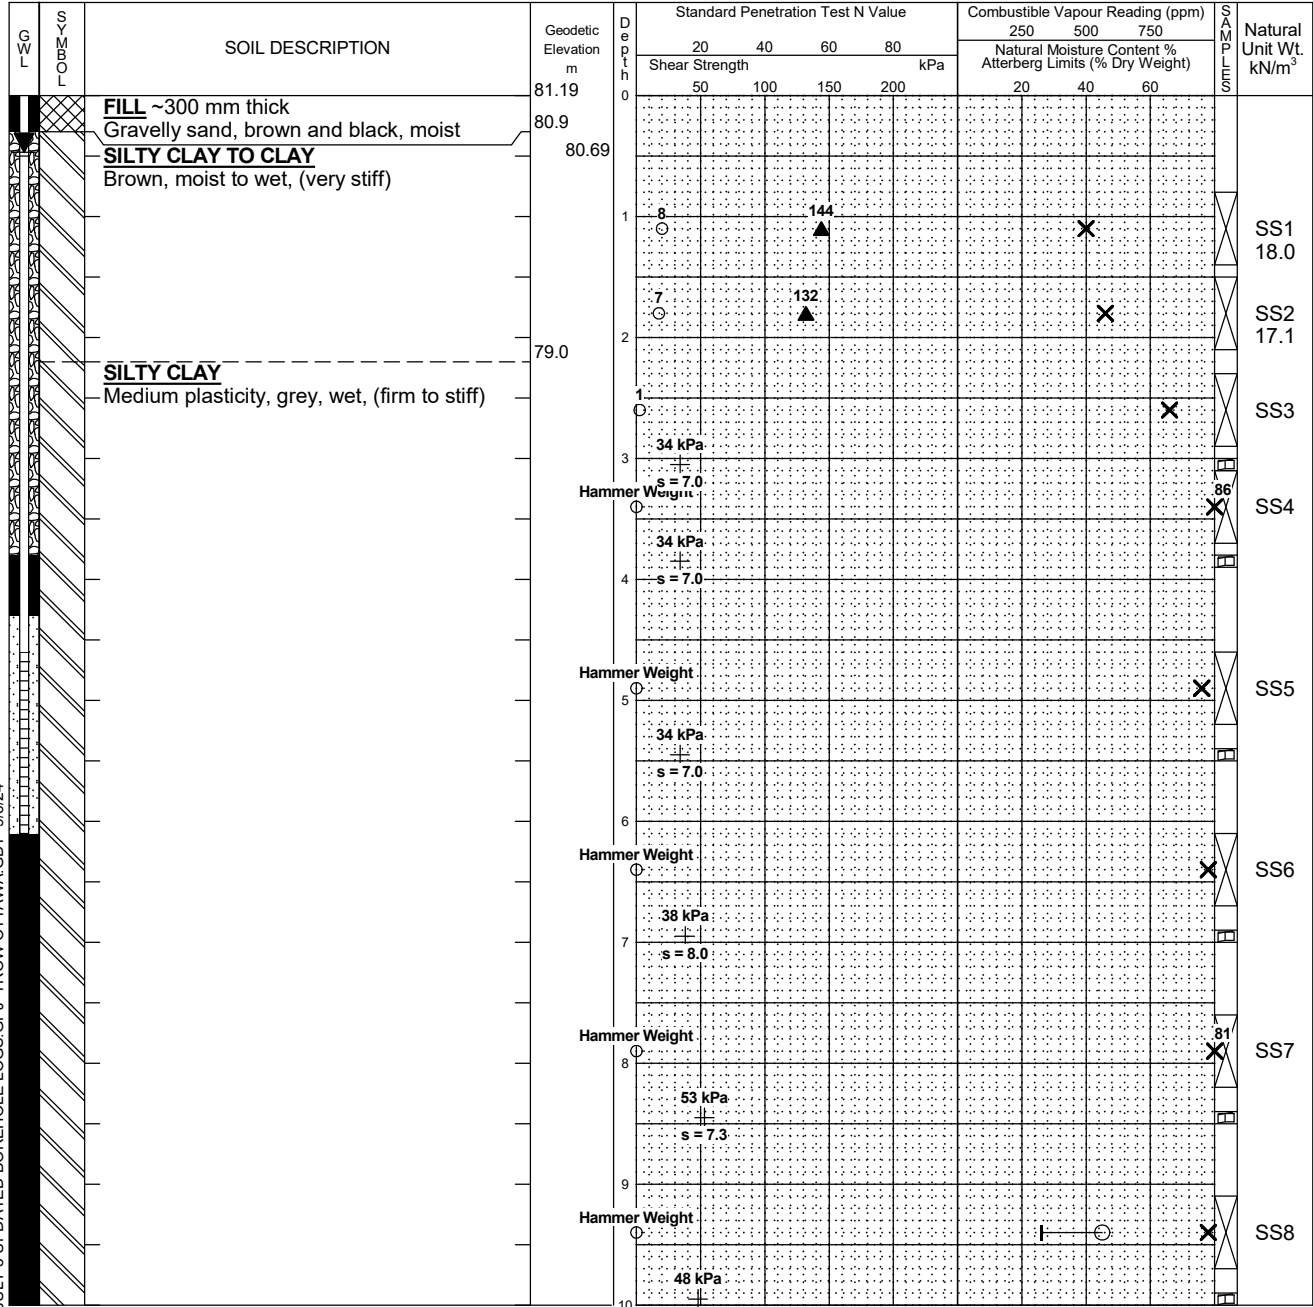 GWL
SYMBOL
SOIL DESCRIPTION
Geodetic
Elevation
m
Depth
Standard Penetration Test N Value
20 40 60 80
Shear Strength kPa
50 100 150 200
Combustible Vapour Reading (ppm)
250 500 750
Natural Moisture Content %
Atterberg Limits (% Dry Weight)
20 40 60
SAMPLES
Natural
Unit Wt.
kN/m³
81.19
0
FILL ~300 mm thick
Gravelly sand, brown and black, moist
80.9
SILTY CLAY TO CLAY
80.69
Brown, moist to wet, (very stiff)
8 144
1
SS1
18.0
7 132
SS2
17.1
2
79.0
SILTY CLAY
Medium plasticity, grey, wet, (firm to stiff)
1
SS3
34 kPa
3
s = 7.0
Hammer Weight
86
SS4
34 kPa
4
s = 7.0
Hammer Weight
SS5
5
34 kPa
s = 7.0
6
Hammer Weight
SS6
38 kPa
7
s = 8.0
Hammer Weight
81
SS7
8
53 kPa
s = 7.3
9
Hammer Weight
SS8
48 kPa
10